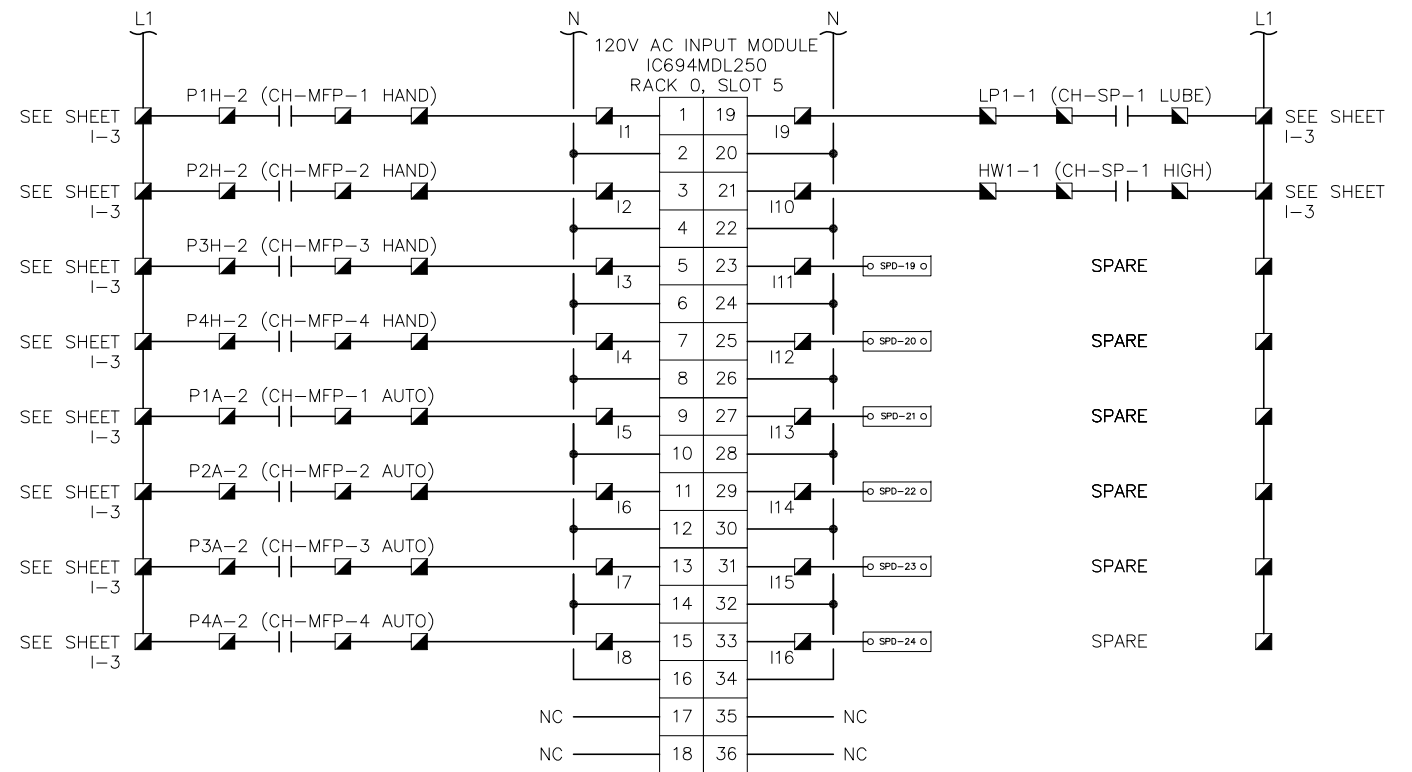 L1 N N L1
120V AC INPUT MODULE
IC694MDL250
RACK 0, SLOT 5
SEE SHEET I-3 P1H-2 (CH-MFP-1 HAND) I1 1 19 I9 LP1-1 (CH-SP-1 LUBE) SEE SHEET I-3
2 20
SEE SHEET I-3 P2H-2 (CH-MFP-2 HAND) I2 3 21 I10 HW1-1 (CH-SP-1 HIGH) SEE SHEET I-3
4 22
SEE SHEET I-3 P3H-2 (CH-MFP-3 HAND) I3 5 23 I11 SPD-19 SPARE
6 24
SEE SHEET I-3 P4H-2 (CH-MFP-4 HAND) I4 7 25 I12 SPD-20 SPARE
8 26
SEE SHEET I-3 P1A-2 (CH-MFP-1 AUTO) I5 9 27 I13 SPD-21 SPARE
10 28
SEE SHEET I-3 P2A-2 (CH-MFP-2 AUTO) I6 11 29 I14 SPD-22 SPARE
12 30
SEE SHEET I-3 P3A-2 (CH-MFP-3 AUTO) I7 13 31 I15 SPD-23 SPARE
14 32
SEE SHEET I-3 P4A-2 (CH-MFP-4 AUTO) I8 15 33 I16 SPD-24 SPARE
16 34
NC 17 35 NC
NC 18 36 NC